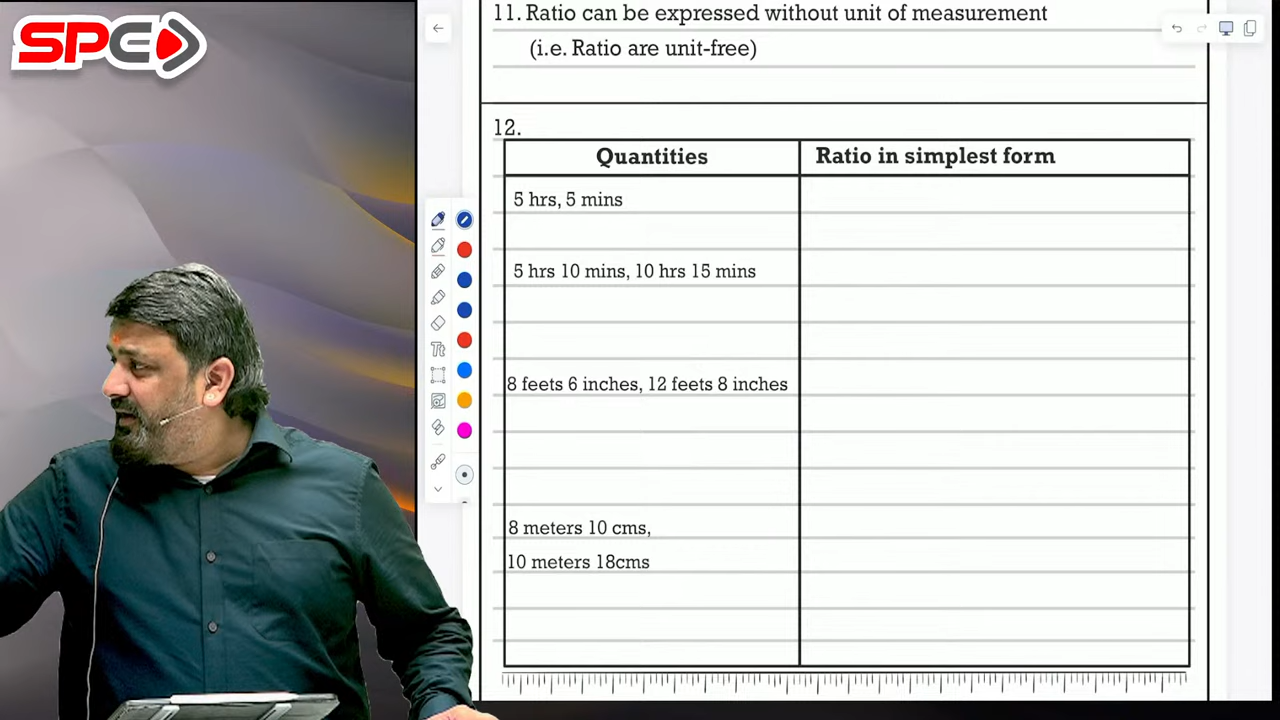 SPC
11. Ratio can be expressed without unit of measurement
(i.e. Ratio are unit-free)
12.
Quantities Ratio in simplest form
5 hrs, 5 mins
5 hrs 10 mins, 10 hrs 15 mins
8 feets 6 inches, 12 feets 8 inches
8 meters 10 cms,
10 meters 18cms
Tt